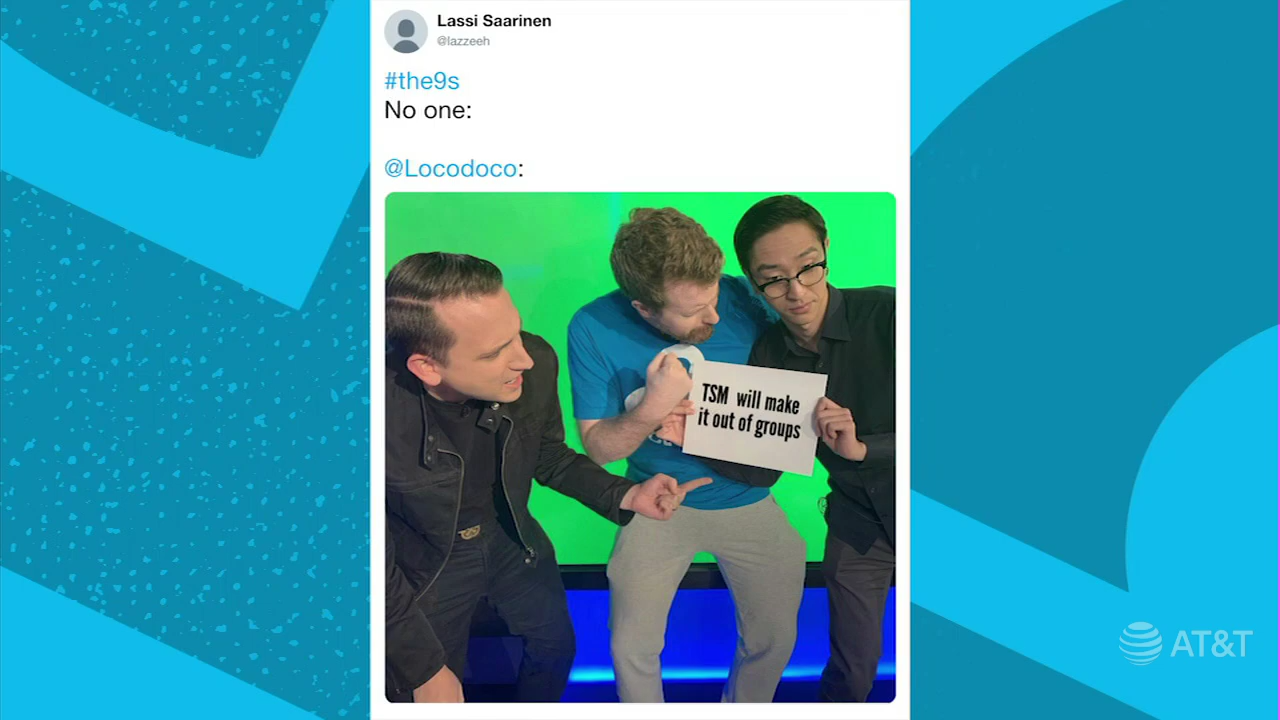 Lassi Saarinen
@lazzeeh
#the9s
No one:
@Locodoco:
TSM will make
it out of groups
AT&T